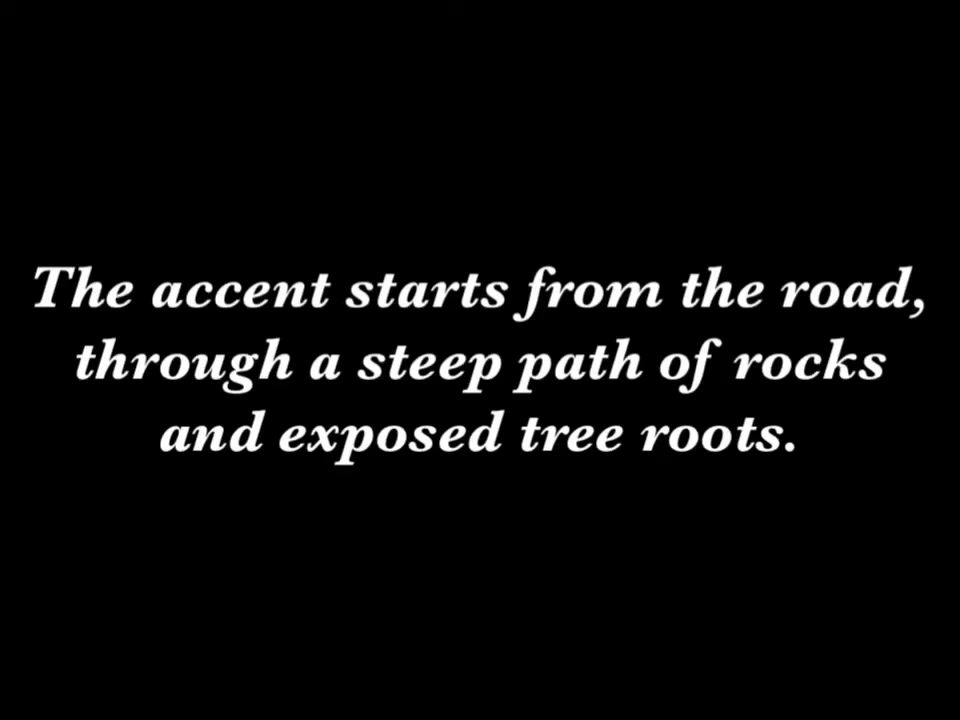 The accent starts from the road,
through a steep path of rocks
and exposed tree roots.